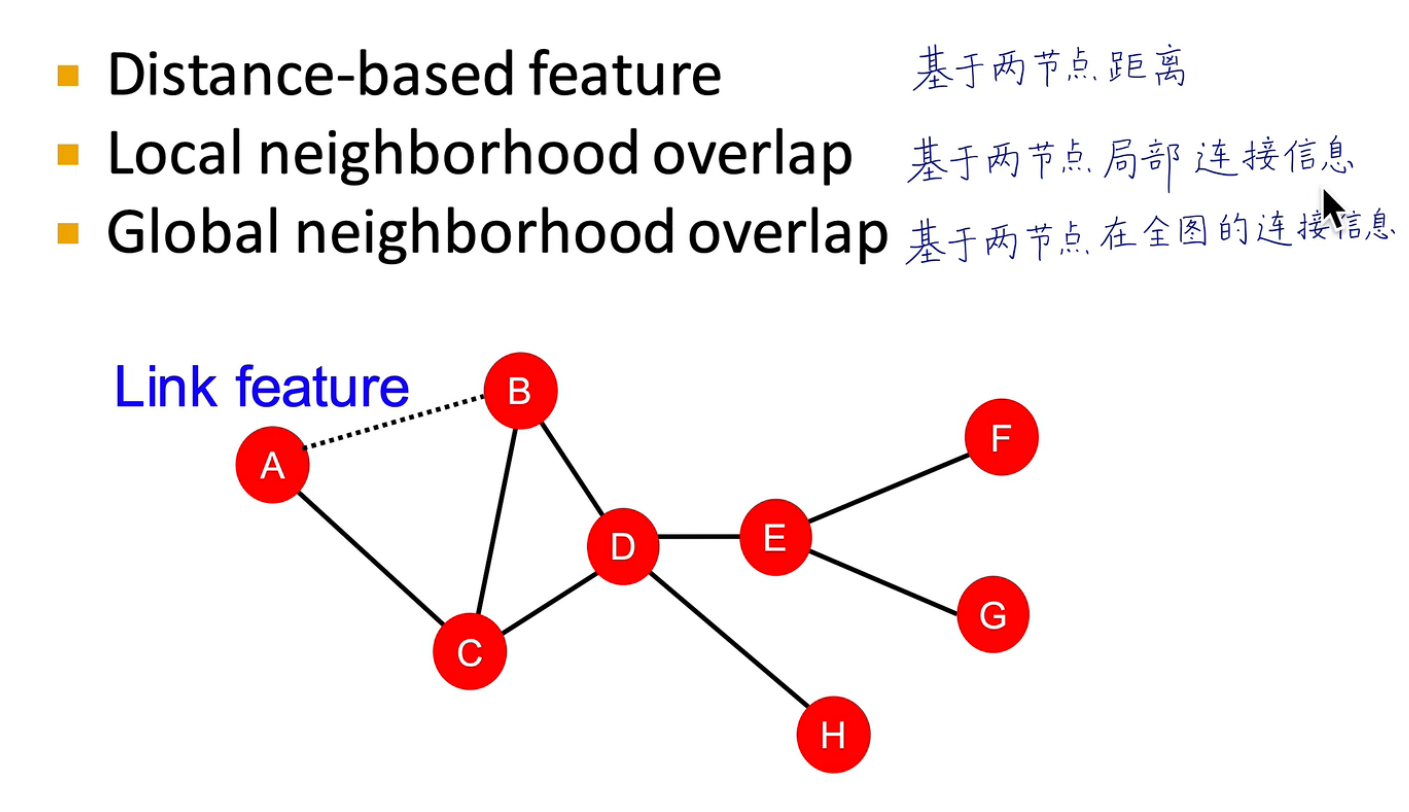 Distance-based feature 基于两节点距离
Local neighborhood overlap 基于两节点局部连接信息
Global neighborhood overlap 基于两节点在全图的连接信息
Link feature
B
F
A
D
E
G
C
H